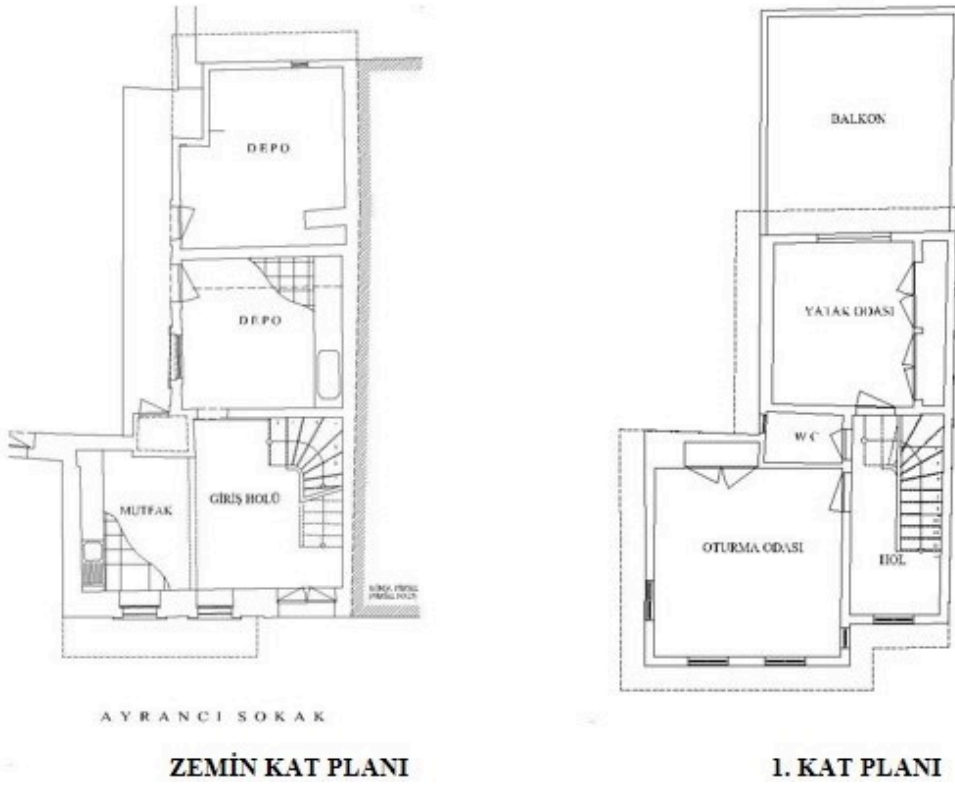 DEPO
DEPO
MUTFAK
GİRİŞ HOLÜ
AYRANCI SOKAK
ZEMİN KAT PLANI
BALKON
YATAK ODASI
WC
OTURMA ODASI
HOL
1. KAT PLANI